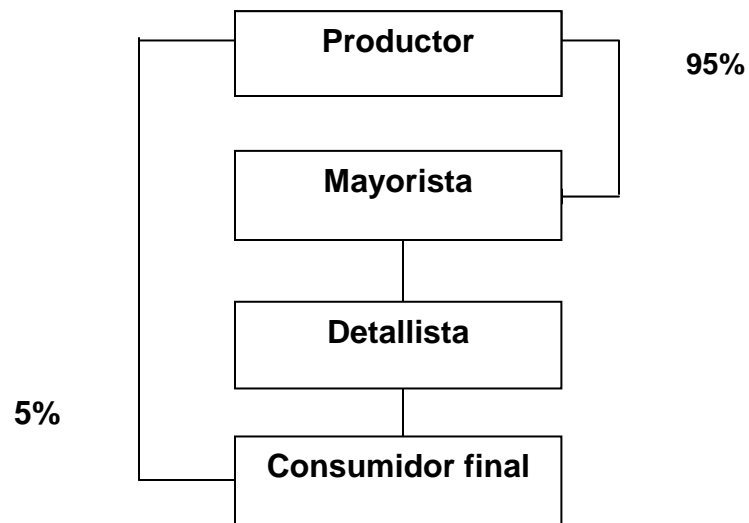 Productor
95%
Mayorista
Detallista
5%
Consumidor final